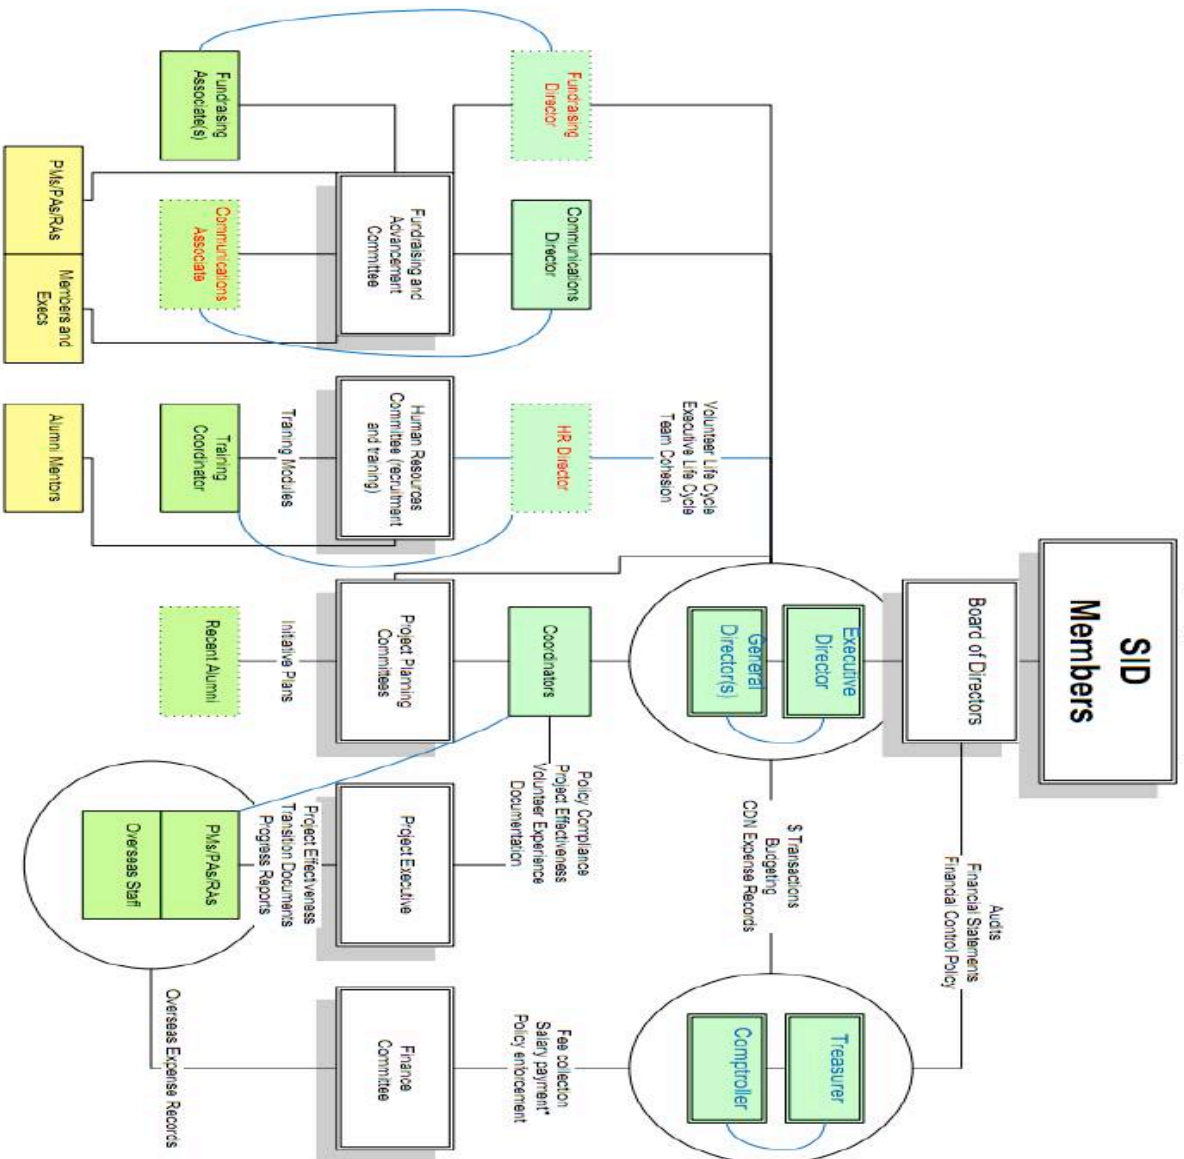 SID
Members
Board of Directors
Audits
Financial Statements
Financial Control Policy
Executive
Director
General
Director(s)
$ Transactions
Budgeting
CDN Expense Records
Treasurer
Comptroller
Volunteer Life Cycle
Executive Life Cycle
Team Cohesion
Fundraising
Director
Communications
Director
HR Director
Coordinators
Policy Compliance
Project Effectiveness
Volunteer Experience
Documentation
Fee collection
Salary payment*
Policy enforcement
Fundraising and
Advancement
Committee
Human Resources
Committee (recruitment
and training)
Project Planning
Committees
Project Executive
Finance
Committee
Training Modules
Initiative Plans
Project Effectiveness
Transition Documents
Progress Reports
Fundraising
Associate(s)
Communications
Associate
Training
Coordinator
Recent Alumni
PMs/PAs/RAs
Overseas Staff
Overseas Expense Records
PMs/PAs/RAs
Members and
Execs
Alumni Mentors